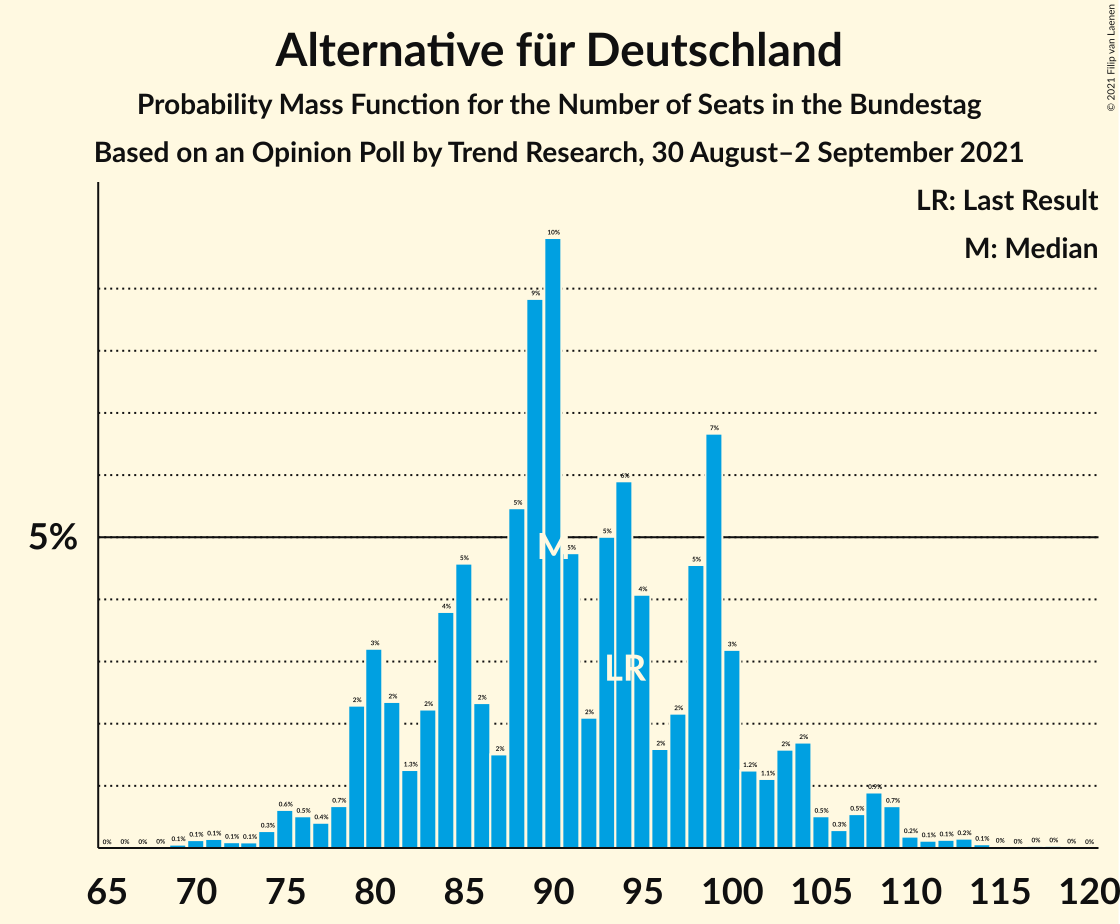 Alternative für Deutschland
Probability Mass Function for the Number of Seats in the Bundestag
Based on an Opinion Poll by Trend Research, 30 August–2 September 2021
© 2021 Filip van Laenen
LR: Last Result
M: Median
5%
0% 0% 0% 0% 0.1% 0.1% 0.1% 0.1% 0.1% 0.3% 0.6% 0.5% 0.4% 0.7% 2% 3% 2% 1.3% 2% 4% 5% 2% 2% 5% 9% 10% 5% 2% 5% 6% 4% 2% 2% 5% 7% 3% 1.2% 1.1% 2% 2% 0.5% 0.3% 0.5% 0.9% 0.7% 0.2% 0.1% 0.1% 0.2% 0.1% 0% 0% 0% 0% 0% 0%
M
LR
65 70 75 80 85 90 95 100 105 110 115 120